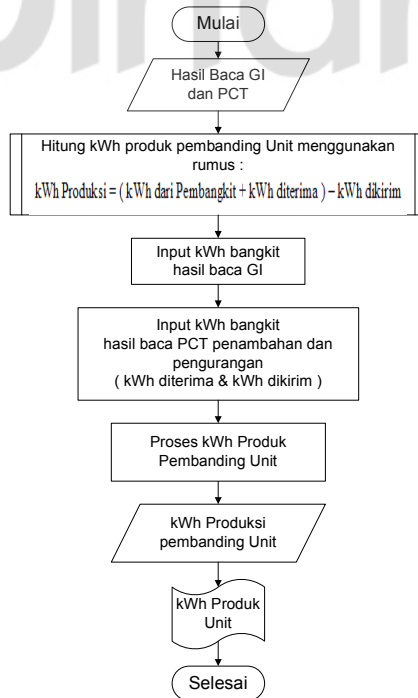 Mulai
Hasil Baca GI
dan PCT
Hitung kWh produk pembanding Unit menggunakan
rumus :
kWh Produksi = ( kWh dari Pembangkit + kWh diterima ) – kWh dikirim
Input kWh bangkit
hasil baca GI
Input kWh bangkit
hasil baca PCT penambahan dan
pengurangan
( kWh diterima & kWh dikirim )
Proses kWh Produk
Pembanding Unit
kWh Produksi
pembanding Unit
kWh Produk
Unit
Selesai